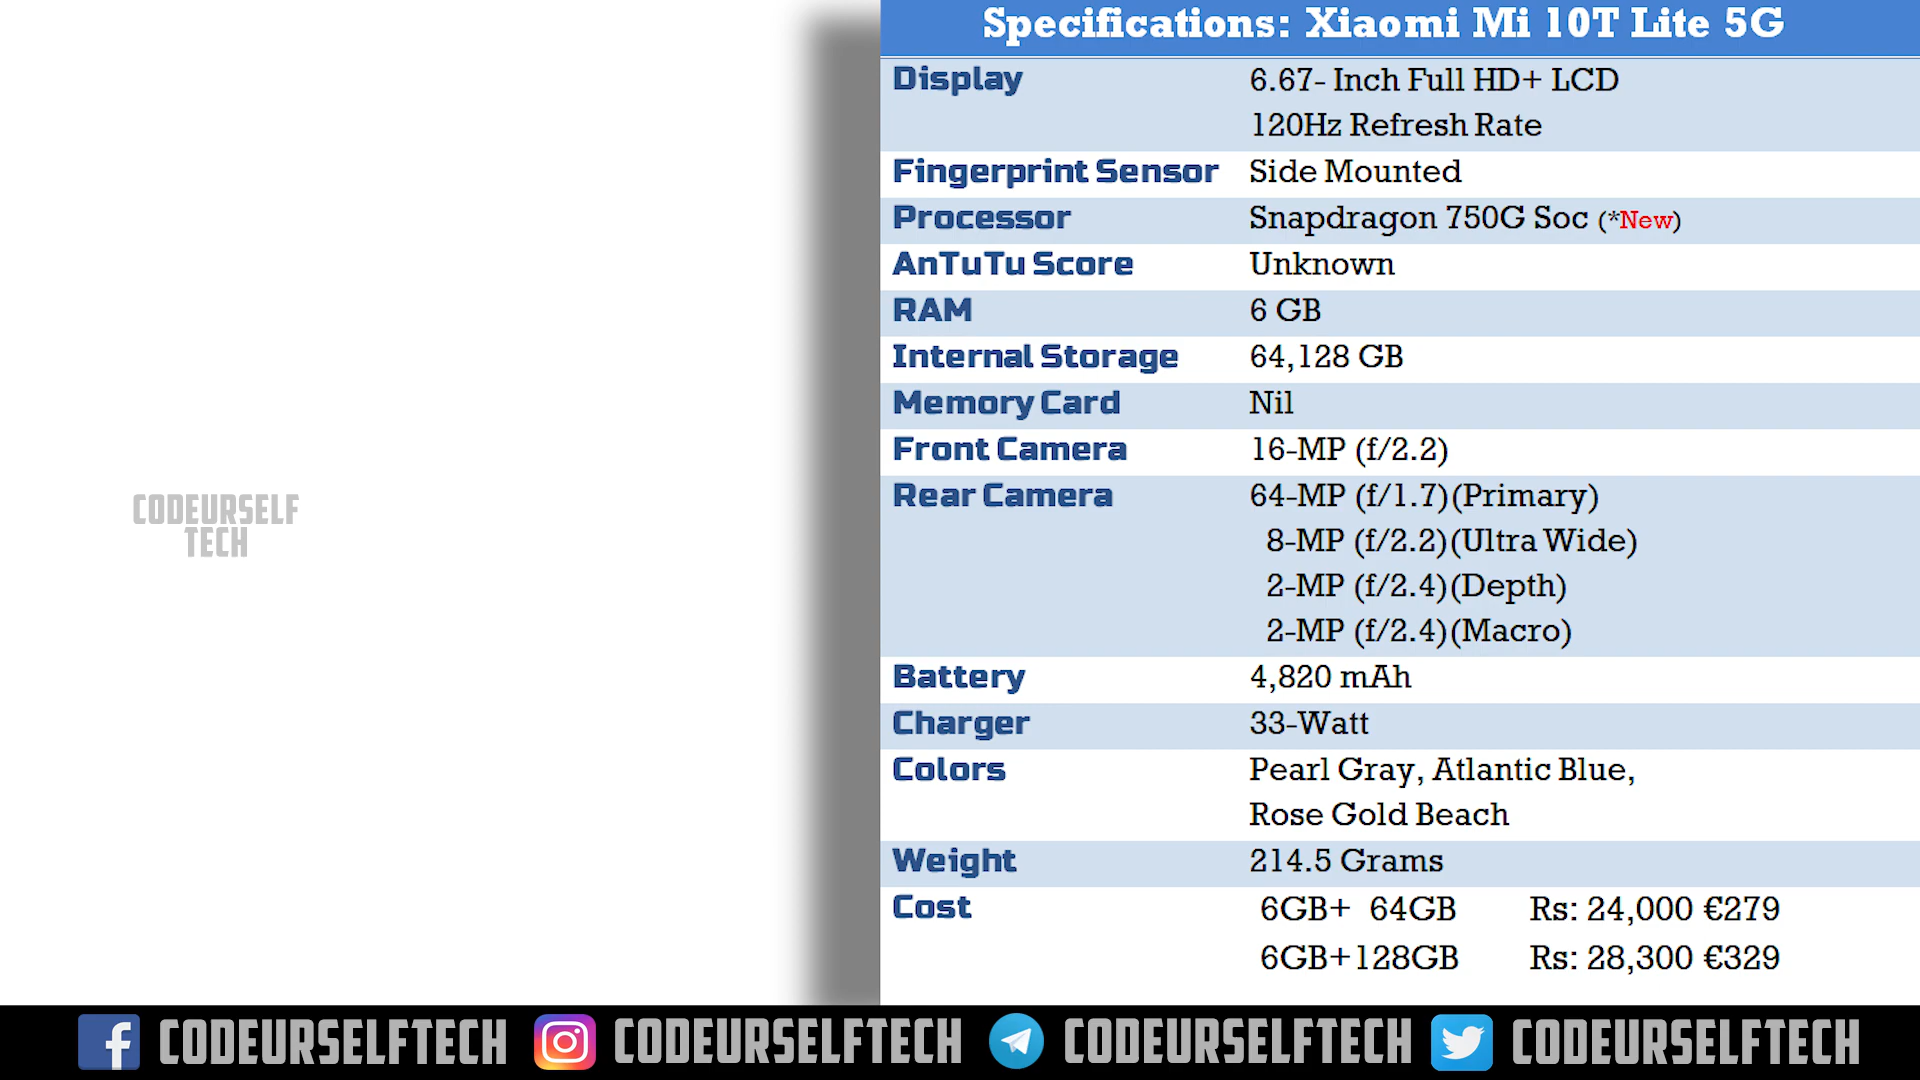 Specifications: Xiaomi Mi 10T Lite 5G
Display 6.67- Inch Full HD+ LCD
120Hz Refresh Rate
Fingerprint Sensor Side Mounted
Processor Snapdragon 750G Soc (*New)
AnTuTu Score Unknown
RAM 6 GB
Internal Storage 64,128 GB
Memory Card Nil
Front Camera 16-MP (f/2.2)
Rear Camera 64-MP (f/1.7)(Primary)
8-MP (f/2.2)(Ultra Wide)
2-MP (f/2.4)(Depth)
2-MP (f/2.4)(Macro)
Battery 4,820 mAh
Charger 33-Watt
Colors Pearl Gray, Atlantic Blue,
Rose Gold Beach
Weight 214.5 Grams
Cost 6GB+ 64GB Rs: 24,000 €279
6GB+128GB Rs: 28,300 €329
CODEURSELF
TECH
CODEURSELFTECH CODEURSELFTECH CODEURSELFTECH CODEURSELFTECH